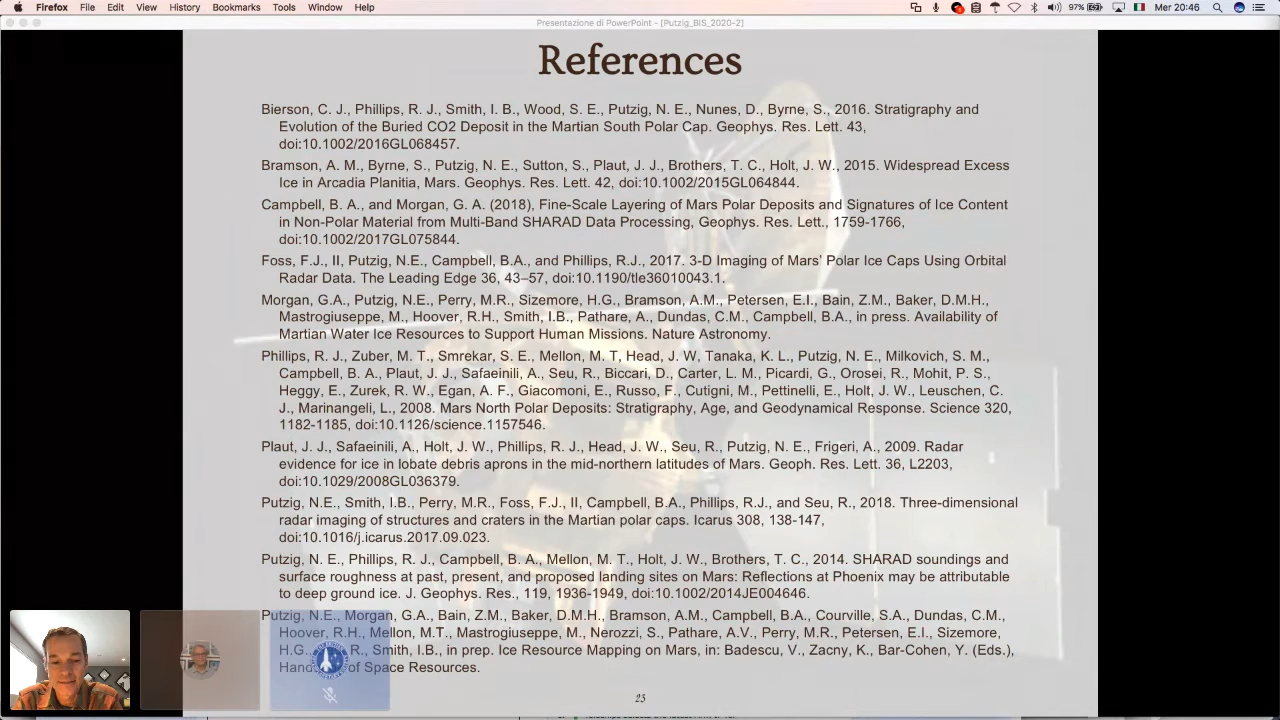 Firefox File Edit View History Bookmarks Tools Window Help 97% Mer 20:46
Presentazione di PowerPoint - [Putzig_BIS_2020-2]
References
Bierson, C. J., Phillips, R. J., Smith, I. B., Wood, S. E., Putzig, N. E., Nunes, D., Byrne, S., 2016. Stratigraphy and
Evolution of the Buried CO2 Deposit in the Martian South Polar Cap. Geophys. Res. Lett. 43,
doi:10.1002/2016GL068457.
Bramson, A. M., Byrne, S., Putzig, N. E., Sutton, S., Plaut, J. J., Brothers, T. C., Holt, J. W., 2015. Widespread Excess
Ice in Arcadia Planitia, Mars. Geophys. Res. Lett. 42, doi:10.1002/2015GL064844.
Campbell, B. A., and Morgan, G. A. (2018), Fine-Scale Layering of Mars Polar Deposits and Signatures of Ice Content
in Non-Polar Material from Multi-Band SHARAD Data Processing, Geophys. Res. Lett., 1759-1766,
doi:10.1002/2017GL075844.
Foss, F.J., II, Putzig, N.E., Campbell, B.A., and Phillips, R.J., 2017. 3-D Imaging of Mars' Polar Ice Caps Using Orbital
Radar Data. The Leading Edge 36, 43–57, doi:10.1190/tle36010043.1.
Morgan, G.A., Putzig, N.E., Perry, M.R., Sizemore, H.G., Bramson, A.M., Petersen, E.I., Bain, Z.M., Baker, D.M.H.,
Mastrogiuseppe, M., Hoover, R.H., Smith, I.B., Pathare, A., Dundas, C.M., Campbell, B.A., in press. Availability of
Martian Water Ice Resources to Support Human Missions. Nature Astronomy.
Phillips, R. J., Zuber, M. T., Smrekar, S. E., Mellon, M. T, Head, J. W, Tanaka, K. L., Putzig, N. E., Milkovich, S. M.,
Campbell, B. A., Plaut, J. J., Safaeinili, A., Seu, R., Biccari, D., Carter, L. M., Picardi, G., Orosei, R., Mohit, P. S.,
Heggy, E., Zurek, R. W., Egan, A. F., Giacomoni, E., Russo, F., Cutigni, M., Pettinelli, E., Holt, J. W., Leuschen, C.
J., Marinangeli, L., 2008. Mars North Polar Deposits: Stratigraphy, Age, and Geodynamical Response. Science 320,
1182-1185, doi:10.1126/science.1157546.
Plaut, J. J., Safaeinili, A., Holt, J. W., Phillips, R. J., Head, J. W., Seu, R., Putzig, N. E., Frigeri, A., 2009. Radar
evidence for ice in lobate debris aprons in the mid-northern latitudes of Mars. Geoph. Res. Lett. 36, L2203,
doi:10.1029/2008GL036379.
Putzig, N.E., Smith, I.B., Perry, M.R., Foss, F.J., II, Campbell, B.A., Phillips, R.J., and Seu, R., 2018. Three-dimensional
radar imaging of structures and craters in the Martian polar caps. Icarus 308, 138-147,
doi:10.1016/j.icarus.2017.09.023.
Putzig, N. E., Phillips, R. J., Campbell, B. A., Mellon, M. T., Holt, J. W., Brothers, T. C., 2014. SHARAD soundings and
surface roughness at past, present, and proposed landing sites on Mars: Reflections at Phoenix may be attributable
to deep ground ice. J. Geophys. Res., 119, 1936-1949, doi:10.1002/2014JE004646.
Putzig, N.E., Morgan, G.A., Bain, Z.M., Baker, D.M.H., Bramson, A.M., Campbell, B.A., Courville, S.A., Dundas, C.M.,
Hoover, R.H., Mellon, M.T., Mastrogiuseppe, M., Nerozzi, S., Pathare, A.V., Perry, M.R., Petersen, E.I., Sizemore,
H.G., R., Smith, I.B., in prep. Ice Resource Mapping on Mars, in: Badescu, V., Zacny, K., Bar-Cohen, Y. (Eds.),
of Space Resources.
23